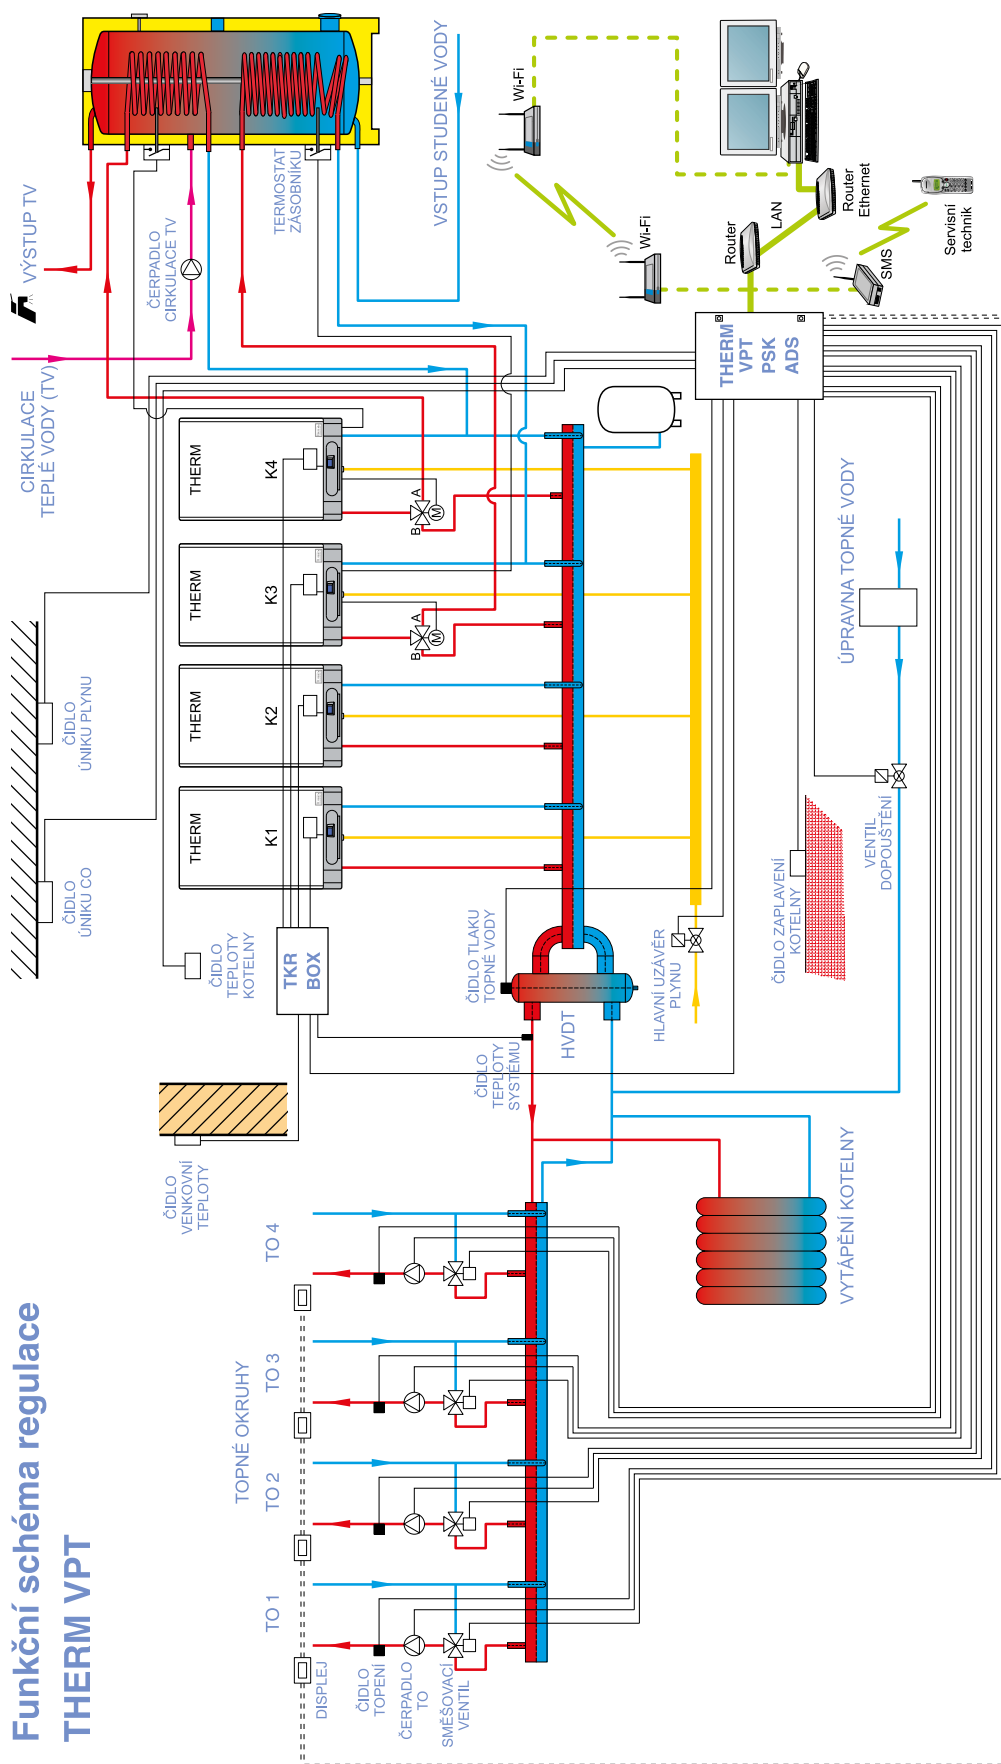 Funkční schéma regulace
THERM VPT
CIRKULACE
TEPLÉ VODY (TV)
VÝSTUP TV
ČERPADLO
CIRKULACE TV
TERMOSTAT
ZÁSOBNÍKU
VSTUP STUDENÉ VODY
Wi-Fi
Wi-Fi
Router
LAN
Router
Ethernet
SMS
Servisní
technik
THERM
VPT
PSK
ADS
ČIDLO
ÚNIKU CO
ČIDLO
ÚNIKU PLYNU
ČIDLO
TEPLOTY
KOTELNY
THERM
K1
THERM
K2
THERM
K3
THERM
K4
A
B
M
A
B
M
TKR
BOX
ČIDLO
VENKOVNÍ
TEPLOTY
ČIDLO TLAKU
TOPNÉ VODY
ČIDLO
TEPLOTY
SYSTÉMU
HVDT
HLAVNÍ UZÁVĚR
PLYNU
ČIDLO ZAPLAVENÍ
KOTELNY
VENTIL
DOPOUŠTĚNÍ
ÚPRAVNA TOPNÉ VODY
VYTÁPĚNÍ KOTELNY
TOPNÉ OKRUHY
TO 1
TO 2
TO 3
TO 4
DISPLEJ
ČIDLO
TOPENÍ
ČERPADLO
TO
SMĚŠOVACÍ
VENTIL